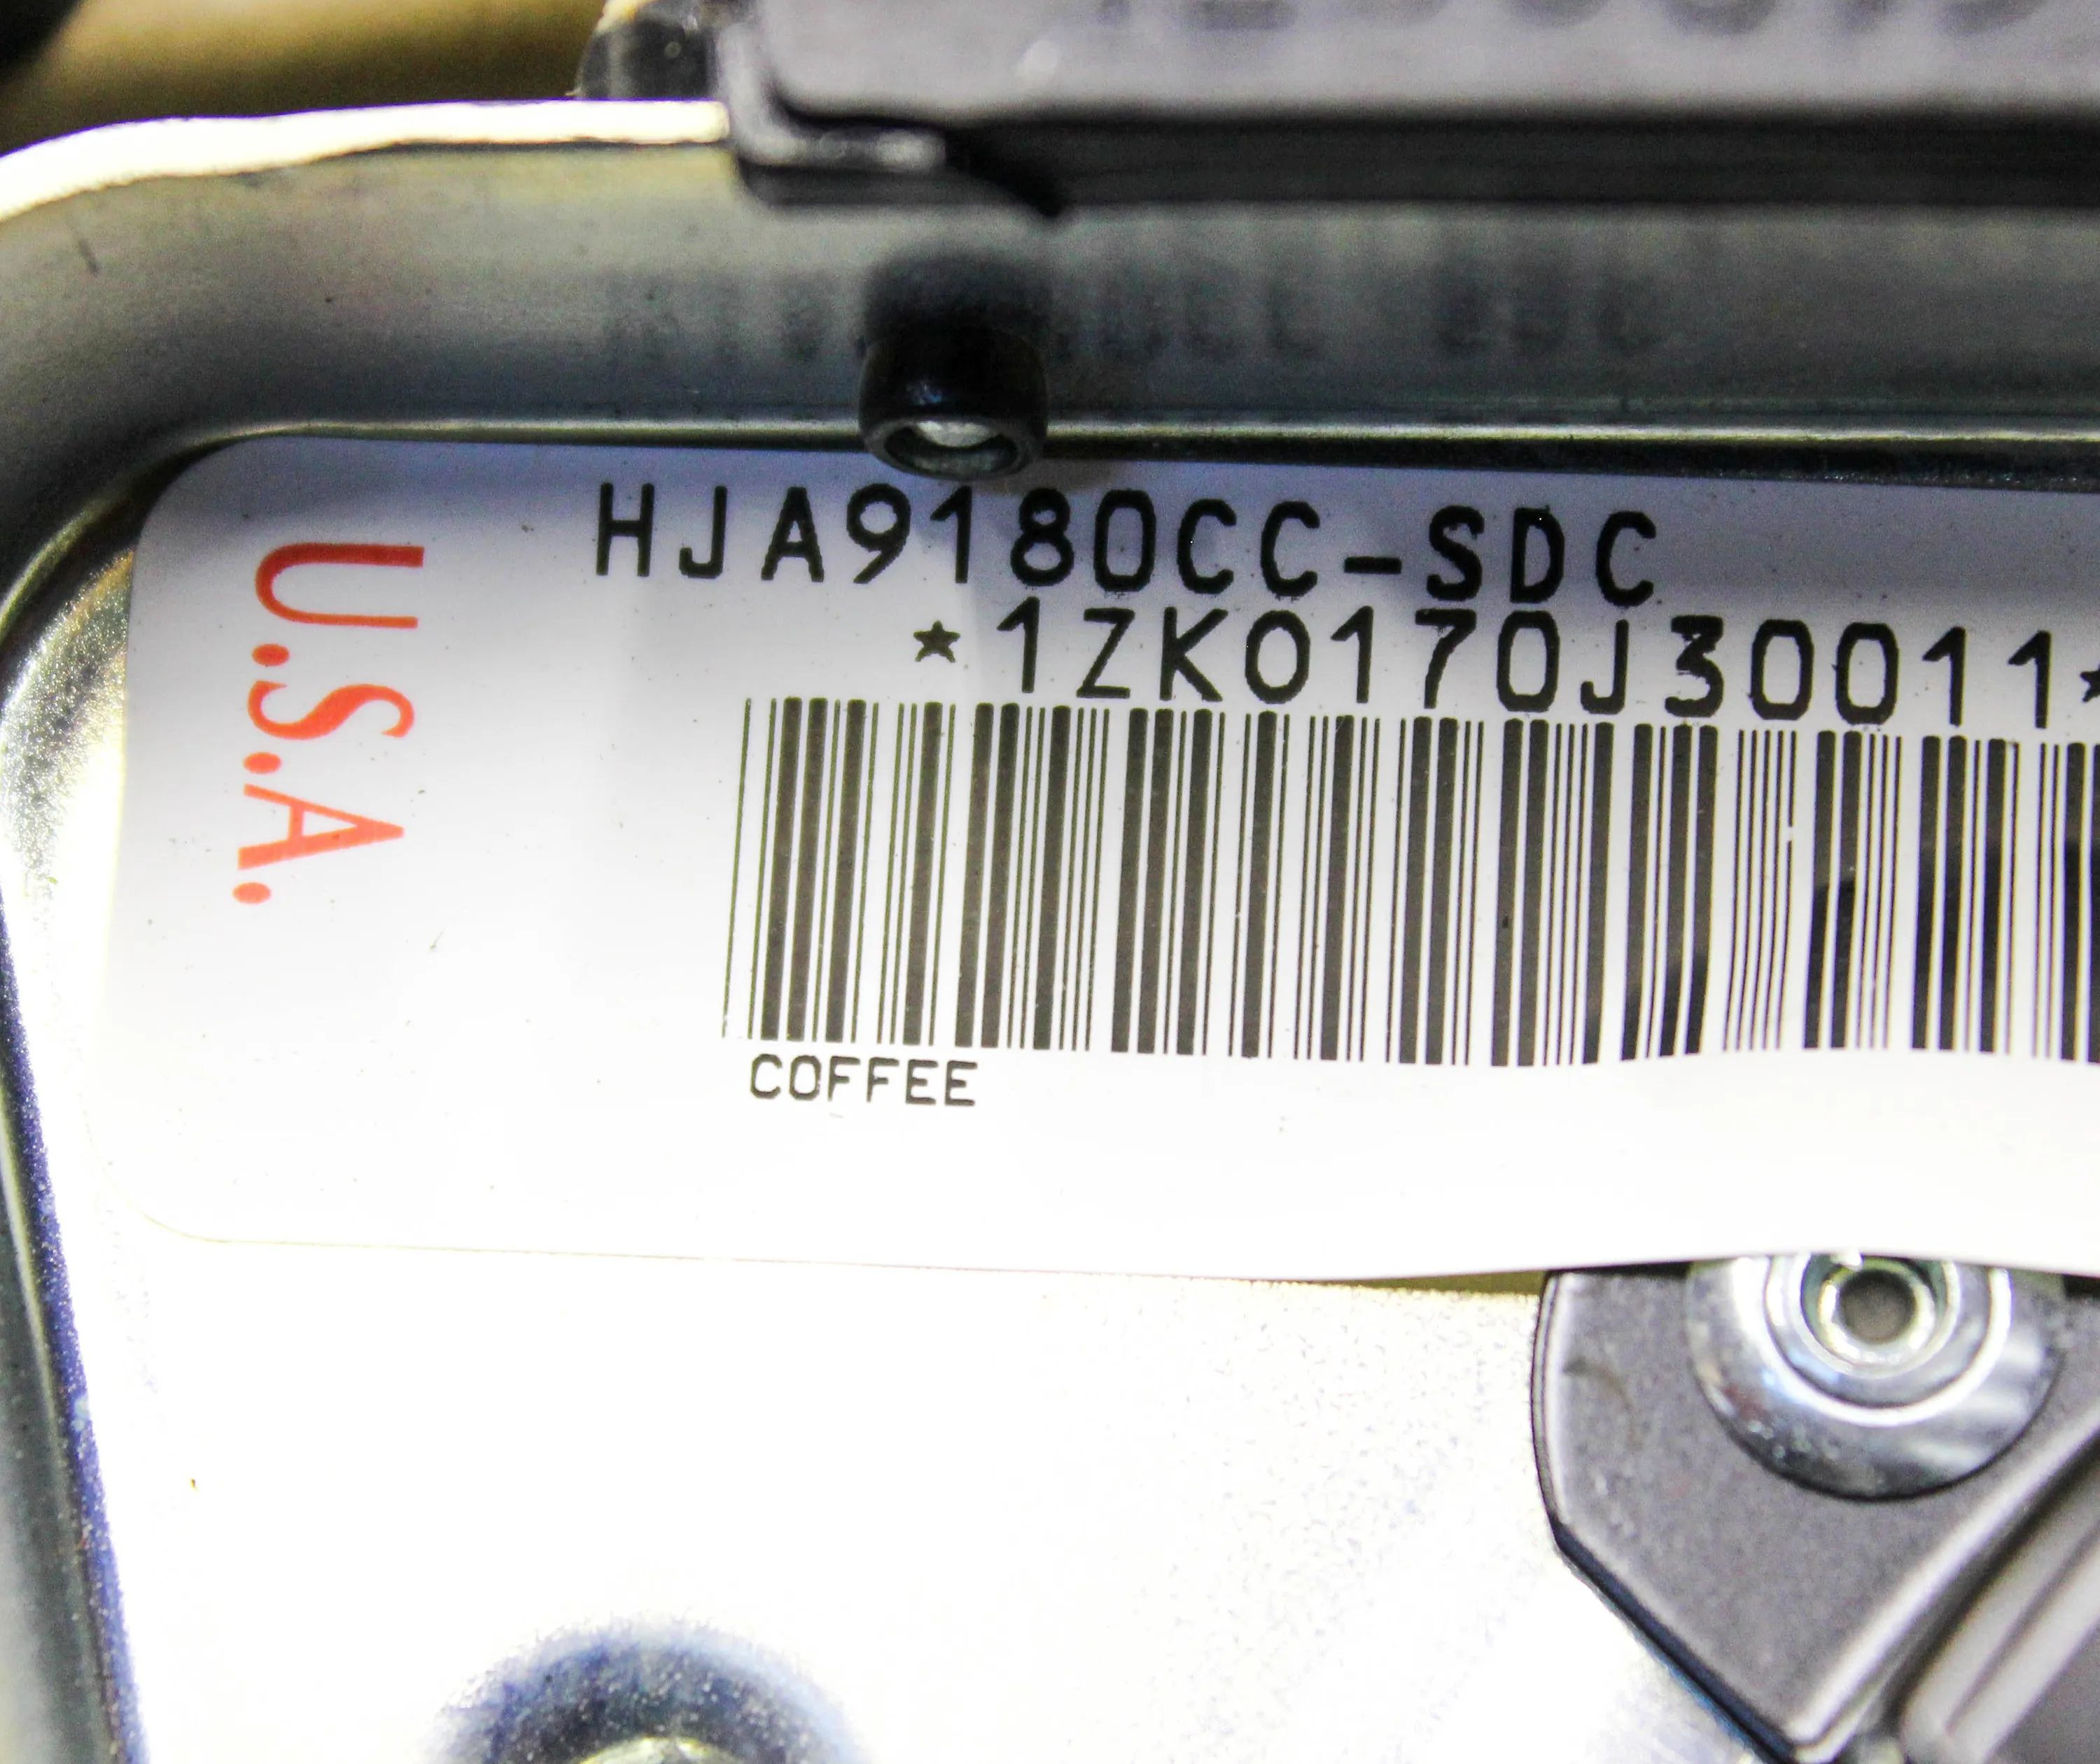 HJA9180CC-SDC
*1ZK0170J30011*
U.S.A.
COFFEE